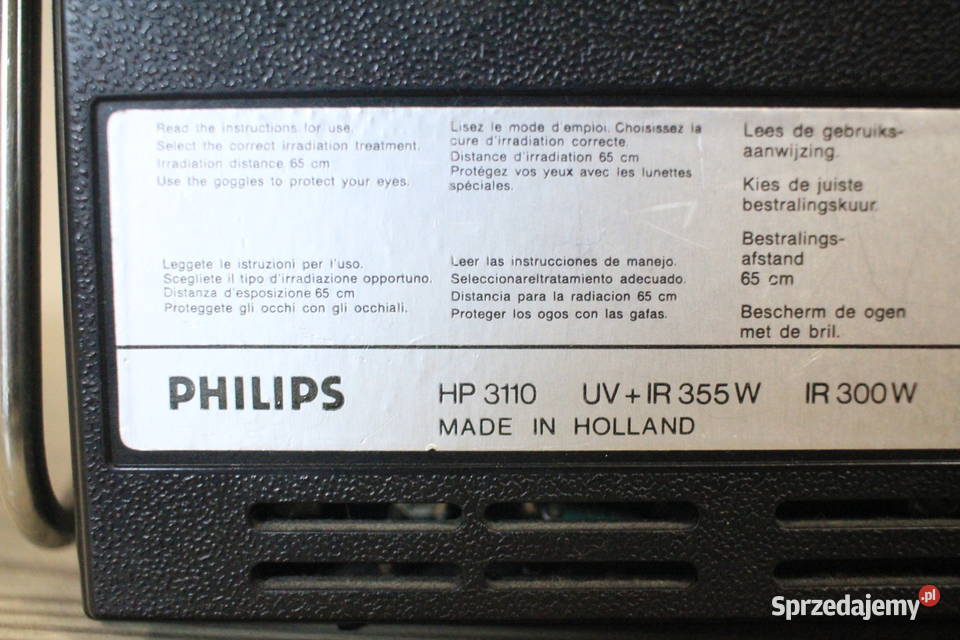 Read the instructions for use.
Select the correct irradiation treatment.
Irradiation distance 65 cm
Use the goggles to protect your eyes.
Lisez le mode d'emploi. Choisissez la
cure d'irradiation correcte.
Distance d'irradiation 65 cm
Protégez vos yeux avec les lunettes
spéciales.
Lees de gebruiks-
aanwijzing.
Kies de juiste
bestralingskuur.
Bestralings-
afstand
65 cm
Bescherm de ogen
met de bril.
Leggete le istruzioni per l'uso.
Scegliete il tipo d'irradiazione opportuno.
Distanza d'esposizione 65 cm
Proteggete gli occhi con gli occhiali.
Leer las instrucciones de manejo.
Seleccionareltratamiento adecuado.
Distancia para la radiacion 65 cm
Proteger los ogos con las gafas.
PHILIPS
HP 3110 UV+IR 355 W IR 300 W
MADE IN HOLLAND
Sprzedajemy.pl